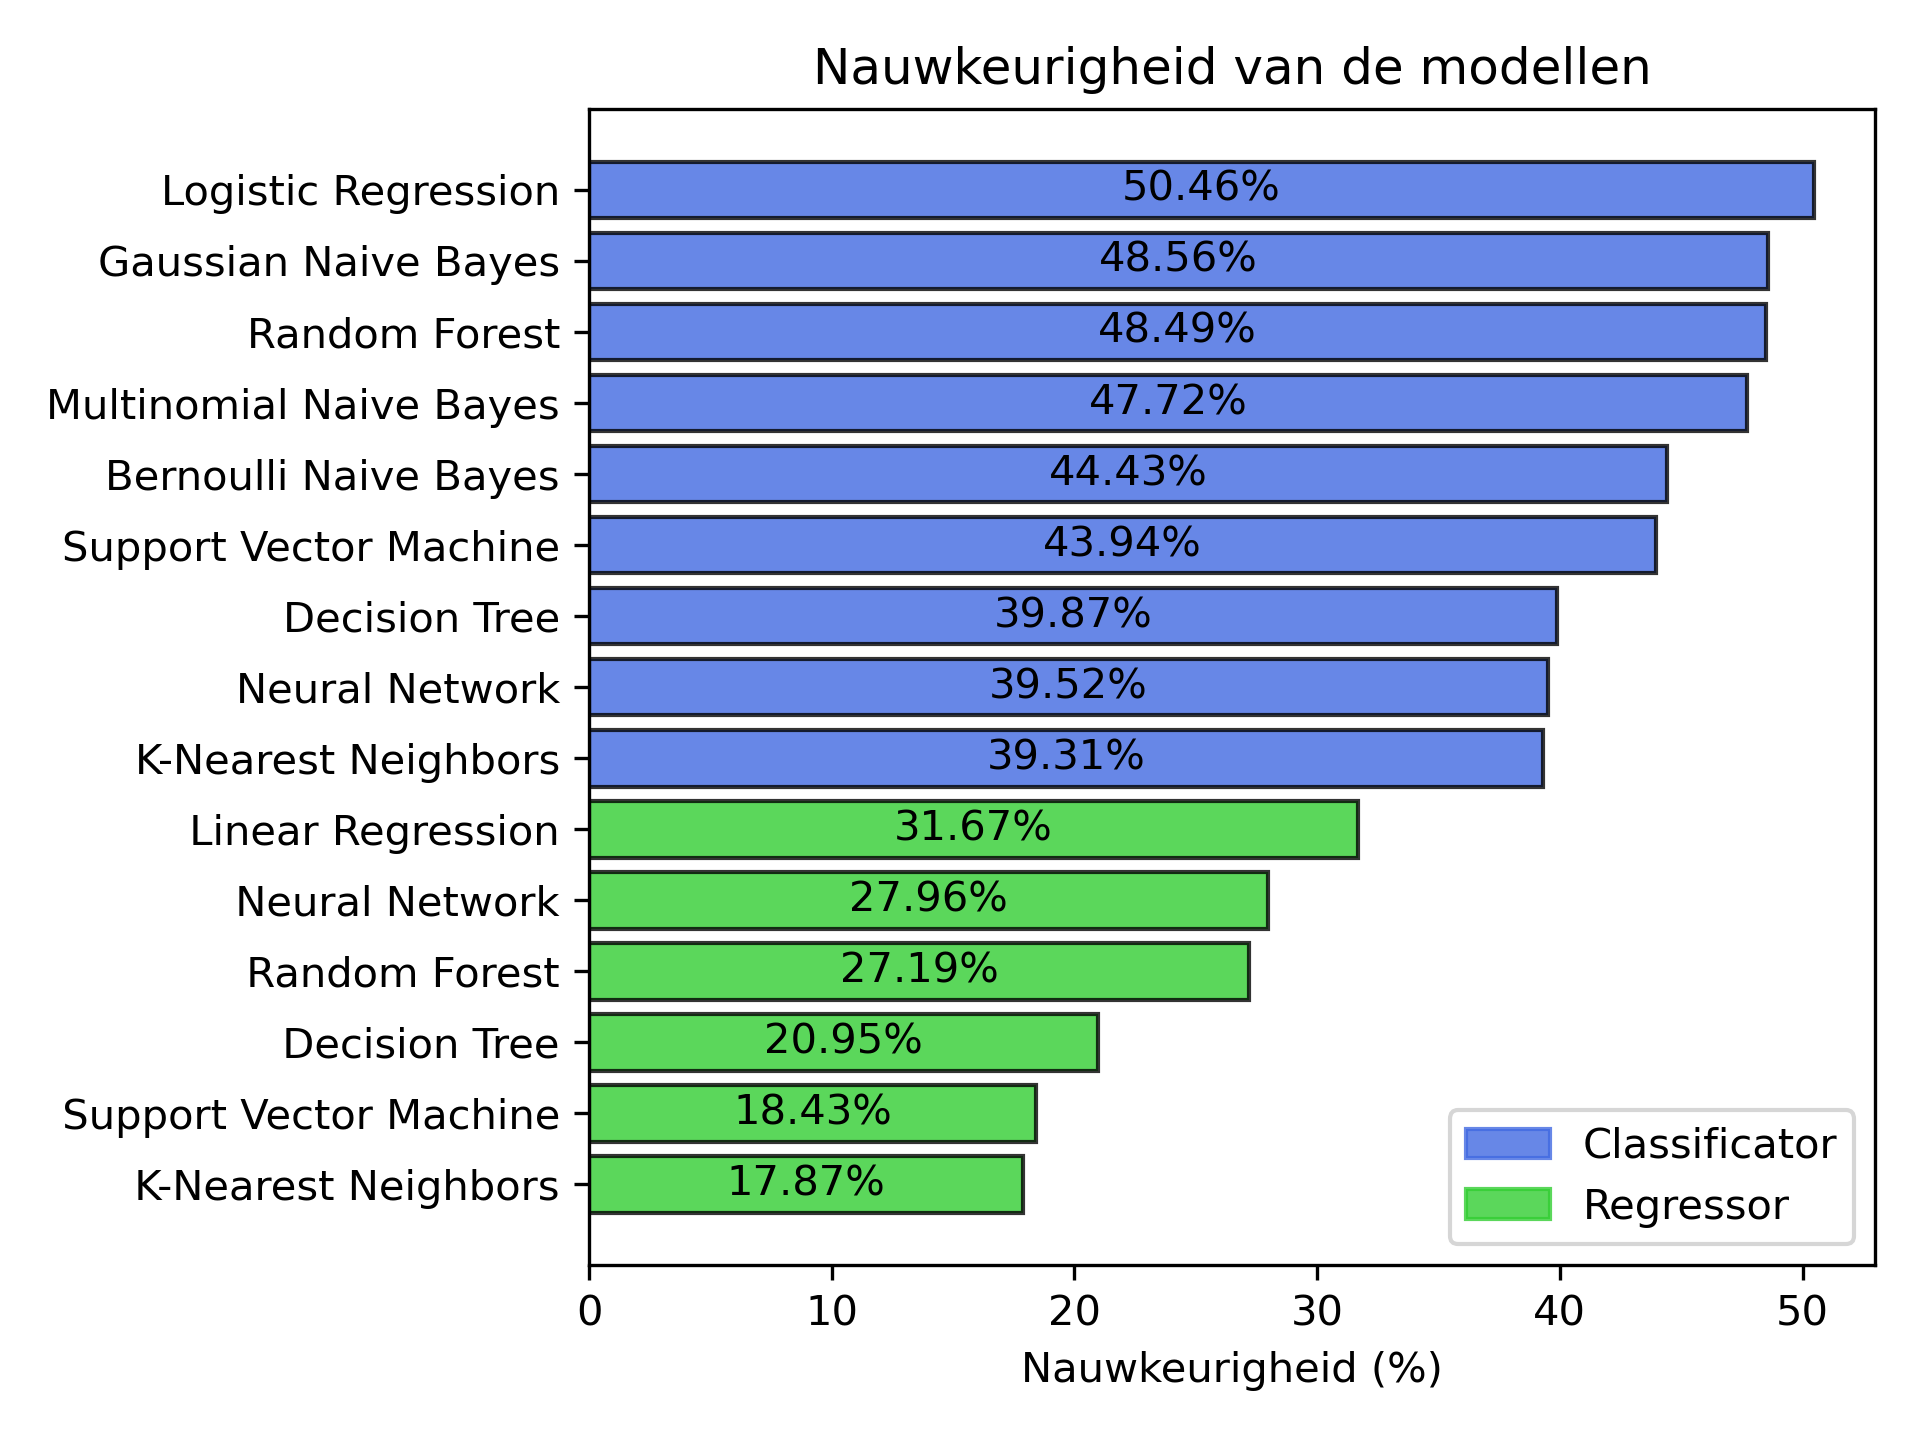 Nauwkeurigheid van de modellen
Logistic Regression 50.46%
Gaussian Naive Bayes 48.56%
Random Forest 48.49%
Multinomial Naive Bayes 47.72%
Bernoulli Naive Bayes 44.43%
Support Vector Machine 43.94%
Decision Tree 39.87%
Neural Network 39.52%
K-Nearest Neighbors 39.31%
Linear Regression 31.67%
Neural Network 27.96%
Random Forest 27.19%
Decision Tree 20.95%
Support Vector Machine 18.43%
K-Nearest Neighbors 17.87%
Classificator
Regressor
0 10 20 30 40 50
Nauwkeurigheid (%)